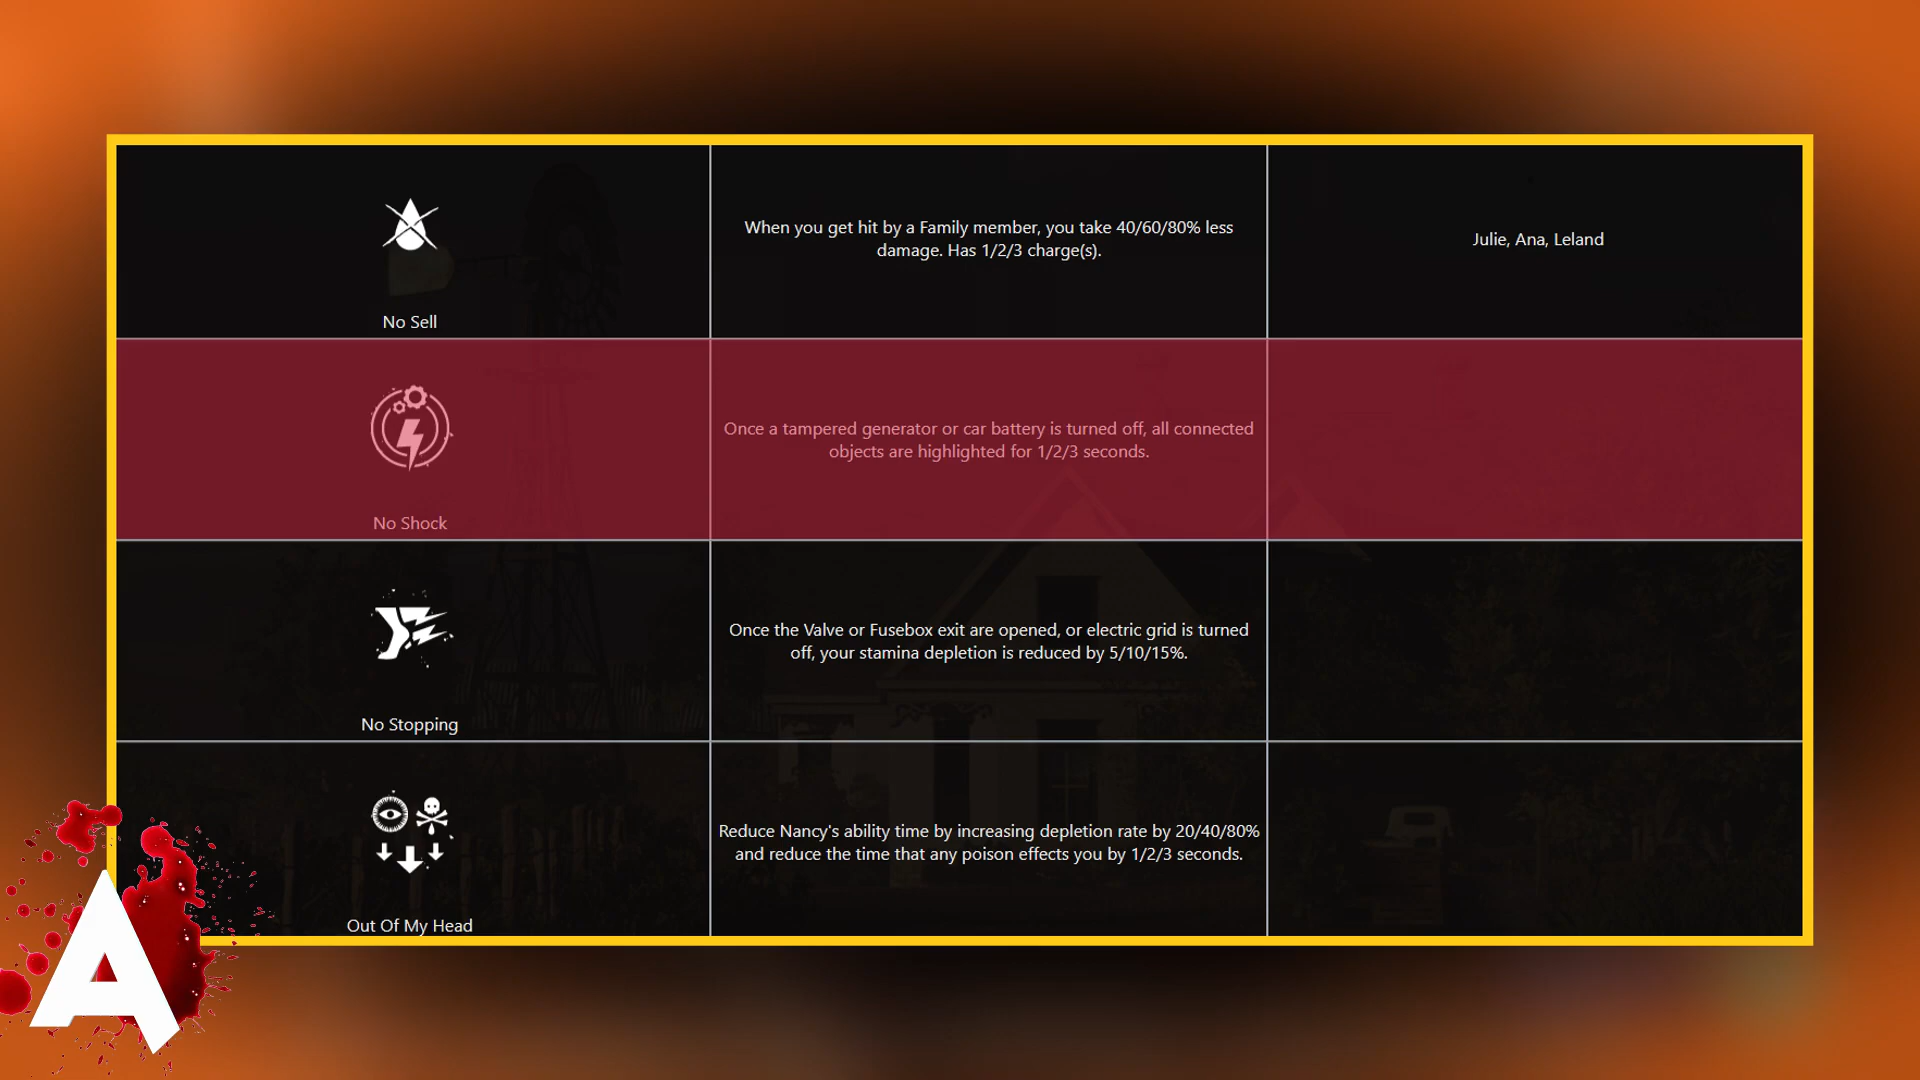 When you get hit by a Family member, you take 40/60/80% less
damage. Has 1/2/3 charge(s).
Julie, Ana, Leland
No Sell
Once a tampered generator or car battery is turned off, all connected
objects are highlighted for 1/2/3 seconds.
No Shock
Once the Valve or Fusebox exit are opened, or electric grid is turned
off, your stamina depletion is reduced by 5/10/15%.
No Stopping
Reduce Nancy's ability time by increasing depletion rate by 20/40/80%
and reduce the time that any poison effects you by 1/2/3 seconds.
Out Of My Head
A